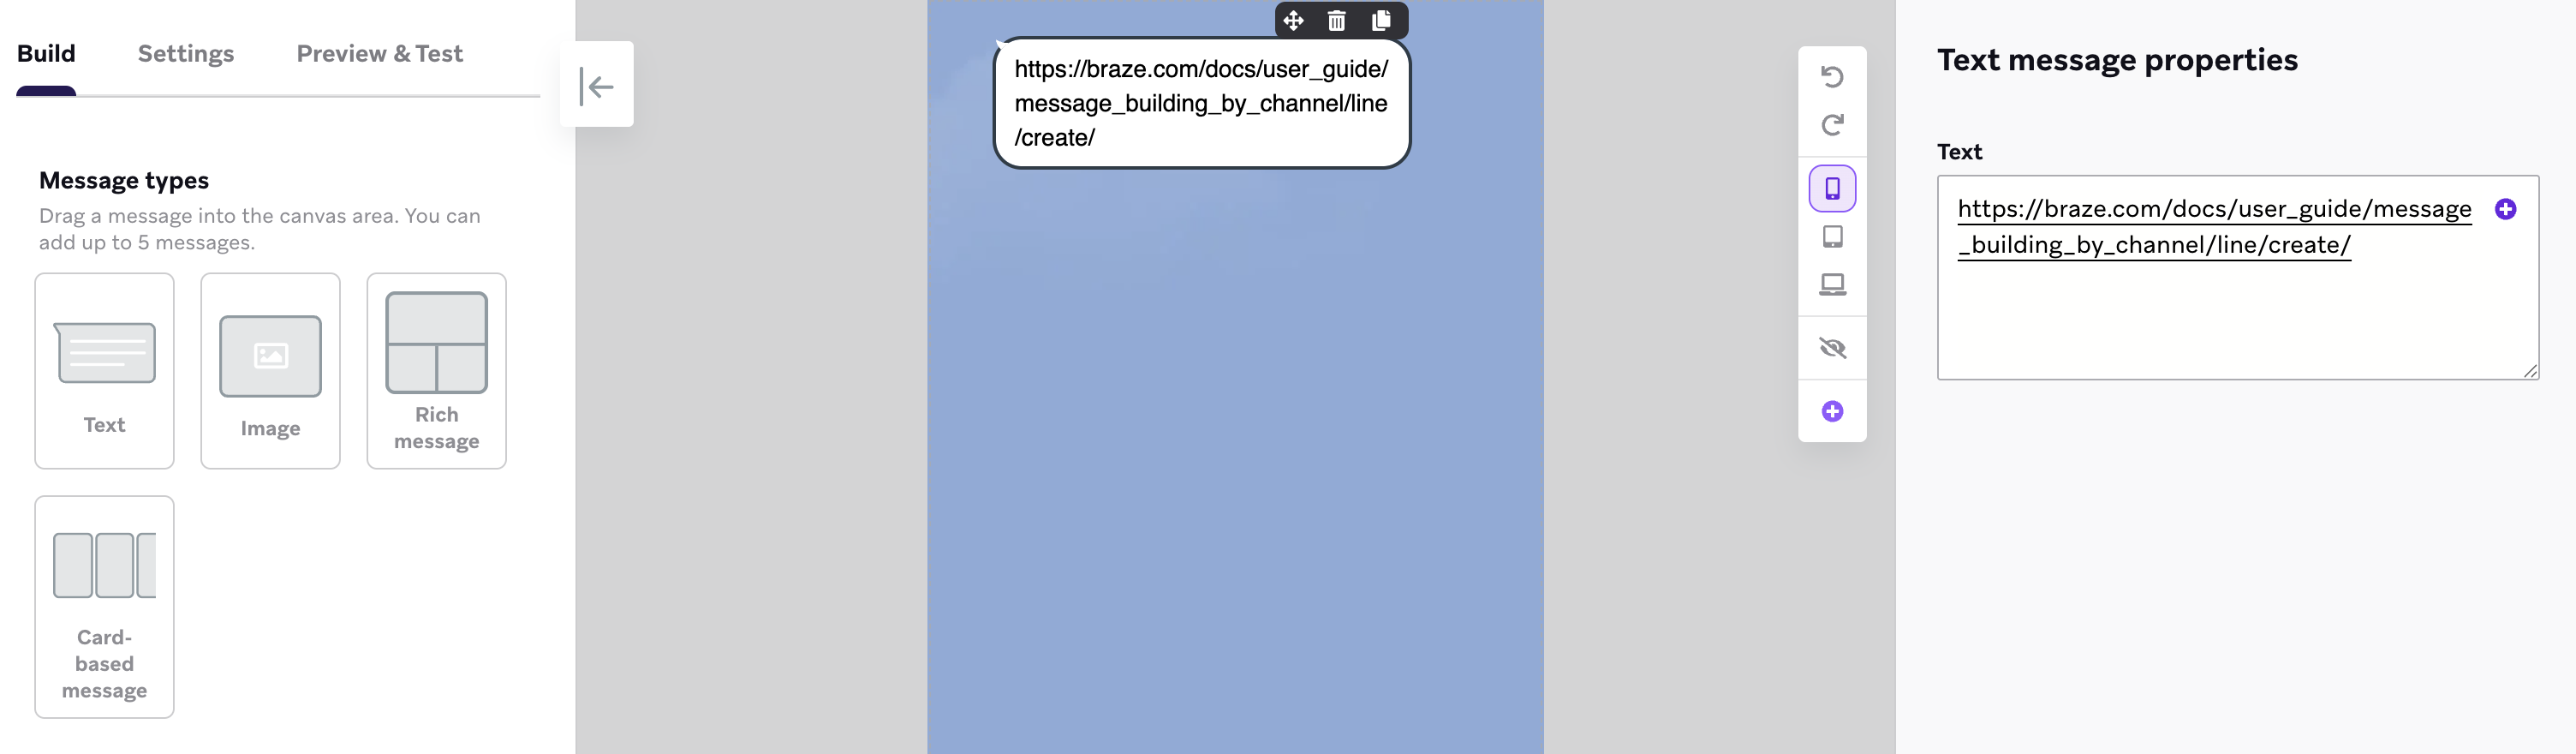 Build
Settings
Preview & Test
Message types
Drag a message into the canvas area. You can
add up to 5 messages.
Text
Image
Rich
message
Card-
based
message
https://braze.com/docs/user_guide/
message_building_by_channel/line
/create/
Text message properties
Text
https://braze.com/docs/user_guide/message
_building_by_channel/line/create/